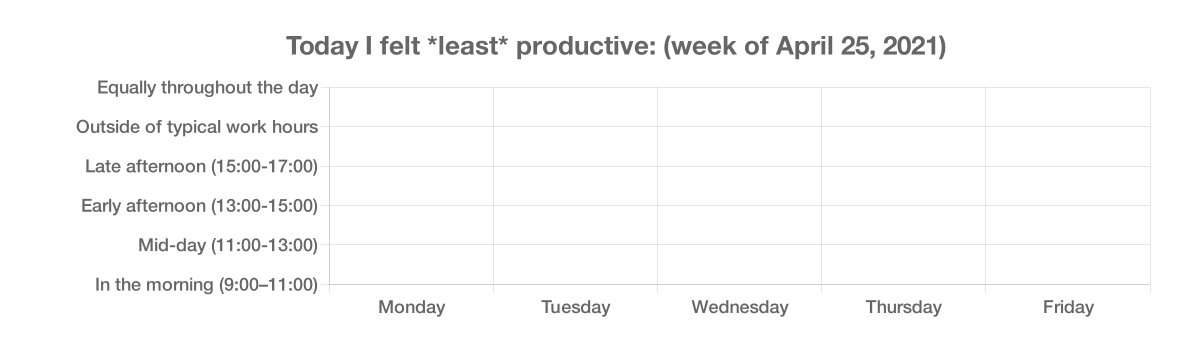 Today I felt *least* productive: (week of April 25, 2021)
Equally throughout the day
Outside of typical work hours
Late afternoon (15:00-17:00)
Early afternoon (13:00-15:00)
Mid-day (11:00-13:00)
In the morning (9:00–11:00)
Monday Tuesday Wednesday Thursday Friday